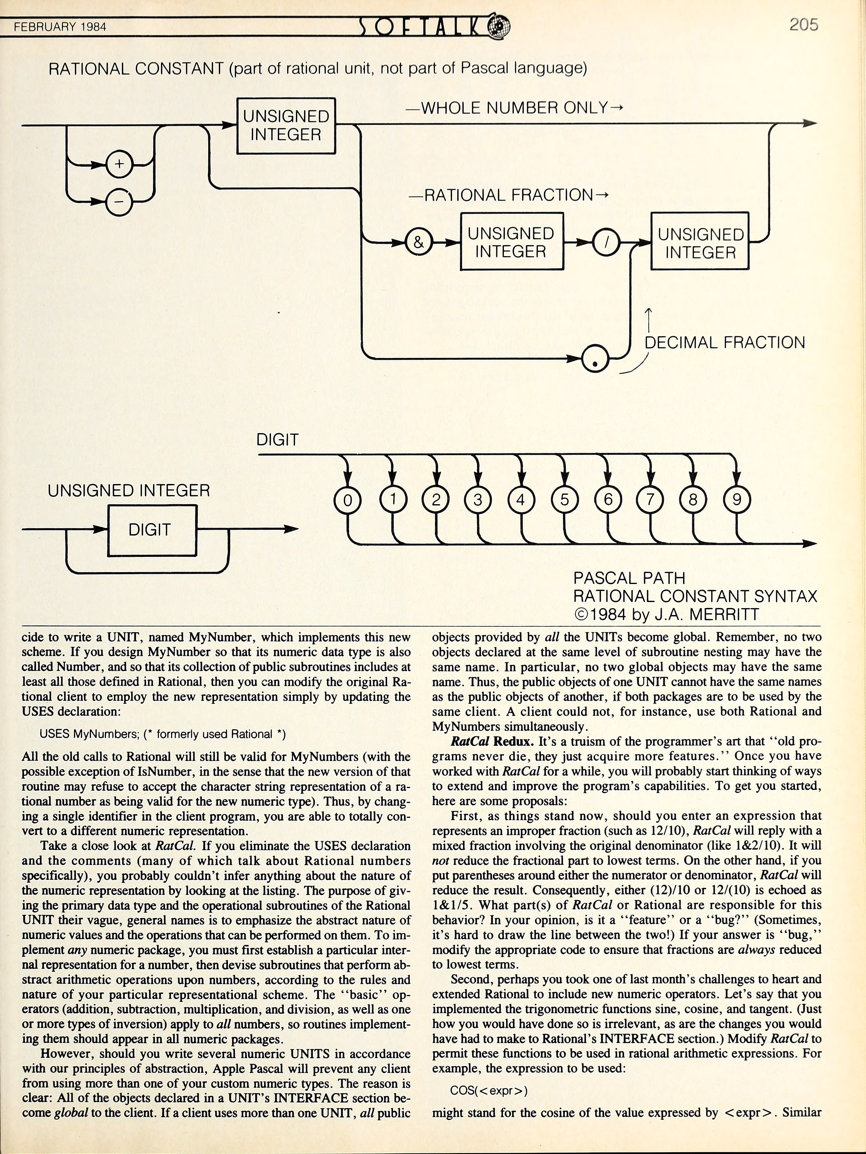 FEBRUARY 1984
SOFTALK
205
RATIONAL CONSTANT (part of rational unit, not part of Pascal language)
UNSIGNED
INTEGER
—WHOLE NUMBER ONLY→
+
−
—RATIONAL FRACTION→
&
UNSIGNED
INTEGER
/
UNSIGNED
INTEGER
.
DECIMAL FRACTION
DIGIT
0 1 2 3 4 5 6 7 8 9
UNSIGNED INTEGER
DIGIT
PASCAL PATH
RATIONAL CONSTANT SYNTAX
©1984 by J.A. MERRITT
cide to write a UNIT, named MyNumber, which implements this new
scheme. If you design MyNumber so that its numeric data type is also
called Number, and so that its collection of public subroutines includes at
least all those defined in Rational, then you can modify the original Ra-
tional client to employ the new representation simply by updating the
USES declaration:
USES MyNumbers; (* formerly used Rational *)
All the old calls to Rational will still be valid for MyNumbers (with the
possible exception of IsNumber, in the sense that the new version of that
routine may refuse to accept the character string representation of a ra-
tional number as being valid for the new numeric type). Thus, by chang-
ing a single identifier in the client program, you are able to totally con-
vert to a different numeric representation.
Take a close look at RatCal. If you eliminate the USES declaration
and the comments (many of which talk about Rational numbers
specifically), you probably couldn't infer anything about the nature of
the numeric representation by looking at the listing. The purpose of giv-
ing the primary data type and the operational subroutines of the Rational
UNIT their vague, general names is to emphasize the abstract nature of
numeric values and the operations that can be performed on them. To im-
plement any numeric package, you must first establish a particular inter-
nal representation for a number, then devise subroutines that perform ab-
stract arithmetic operations upon numbers, according to the rules and
nature of your particular representational scheme. The ''basic'' op-
erators (addition, subtraction, multiplication, and division, as well as one
or more types of inversion) apply to all numbers, so routines implement-
ing them should appear in all numeric packages.
However, should you write several numeric UNITS in accordance
with our principles of abstraction, Apple Pascal will prevent any client
from using more than one of your custom numeric types. The reason is
clear: All of the objects declared in a UNIT's INTERFACE section be-
come global to the client. If a client uses more than one UNIT, all public
objects provided by all the UNITs become global. Remember, no two
objects declared at the same level of subroutine nesting may have the
same name. In particular, no two global objects may have the same
name. Thus, the public objects of one UNIT cannot have the same names
as the public objects of another, if both packages are to be used by the
same client. A client could not, for instance, use both Rational and
MyNumbers simultaneously.
RatCal Redux. It's a truism of the programmer's art that ''old pro-
grams never die, they just acquire more features.'' Once you have
worked with RatCal for a while, you will probably start thinking of ways
to extend and improve the program's capabilities. To get you started,
here are some proposals:
First, as things stand now, should you enter an expression that
represents an improper fraction (such as 12/10), RatCal will reply with a
mixed fraction involving the original denominator (like 1&2/10). It will
not reduce the fractional part to lowest terms. On the other hand, if you
put parentheses around either the numerator or denominator, RatCal will
reduce the result. Consequently, either (12)/10 or 12/(10) is echoed as
1&1/5. What part(s) of RatCal or Rational are responsible for this
behavior? In your opinion, is it a ''feature'' or a ''bug?'' (Sometimes,
it's hard to draw the line between the two!) If your answer is ''bug,''
modify the appropriate code to ensure that fractions are always reduced
to lowest terms.
Second, perhaps you took one of last month's challenges to heart and
extended Rational to include new numeric operators. Let's say that you
implemented the trigonometric functions sine, cosine, and tangent. (Just
how you would have done so is irrelevant, as are the changes you would
have had to make to Rational's INTERFACE section.) Modify RatCal to
permit these functions to be used in rational arithmetic expressions. For
example, the expression to be used:
COS(<expr>)
might stand for the cosine of the value expressed by <expr>. Similar